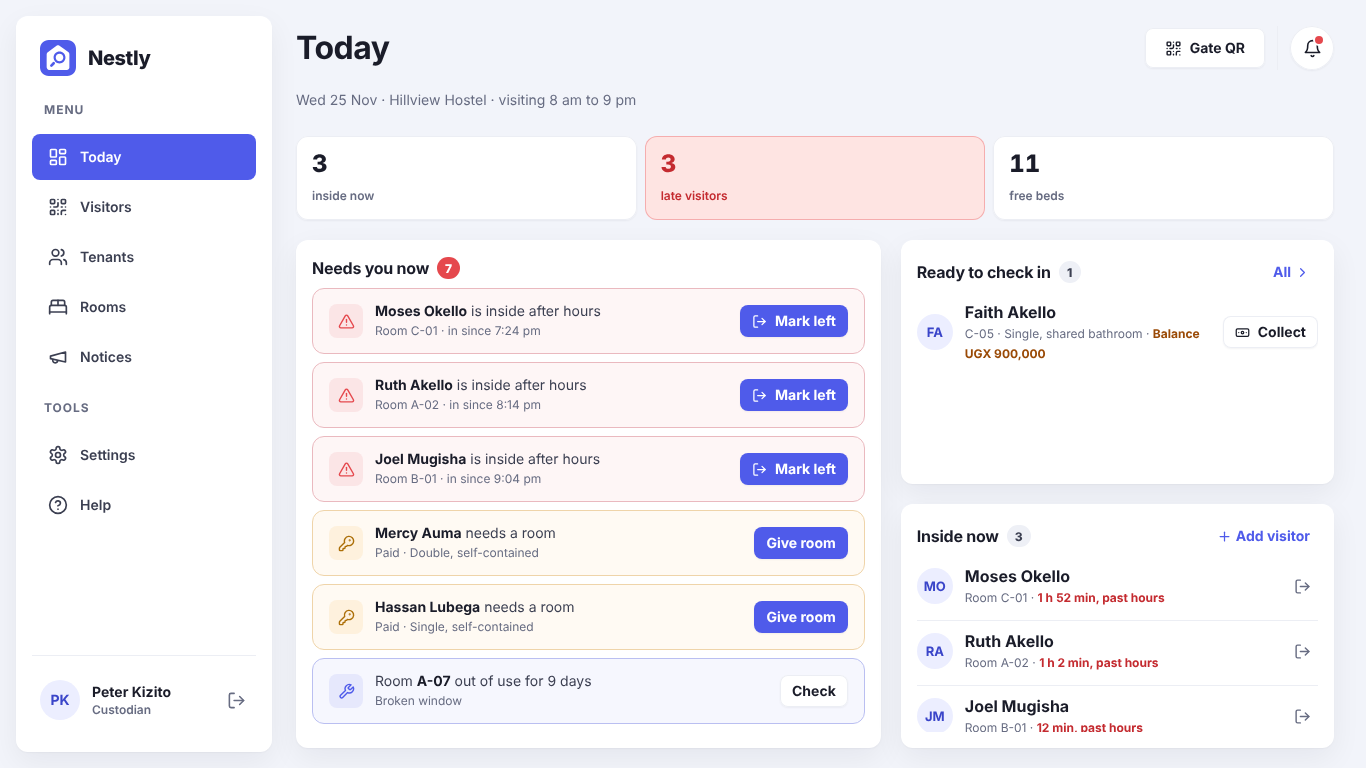 Nestly
MENU
Today
Visitors
Tenants
Rooms
Notices
TOOLS
Settings
Help
PK
Peter Kizito
Custodian
Today
Gate QR
Wed 25 Nov · Hillview Hostel · visiting 8 am to 9 pm
3
inside now
3
late visitors
11
free beds
Needs you now 7
Moses Okello is inside after hours
Room C-01 · in since 7:24 pm
Mark left
Ruth Akello is inside after hours
Room A-02 · in since 8:14 pm
Mark left
Joel Mugisha is inside after hours
Room B-01 · in since 9:04 pm
Mark left
Mercy Auma needs a room
Paid · Double, self-contained
Give room
Hassan Lubega needs a room
Paid · Single, self-contained
Give room
Room A-07 out of use for 9 days
Broken window
Check
Ready to check in 1
All
FA
Faith Akello
C-05 · Single, shared bathroom · Balance
UGX 900,000
Collect
Inside now 3
+ Add visitor
MO
Moses Okello
Room C-01 · 1 h 52 min, past hours
RA
Ruth Akello
Room A-02 · 1 h 2 min, past hours
JM
Joel Mugisha
Room B-01 · 12 min, past hours